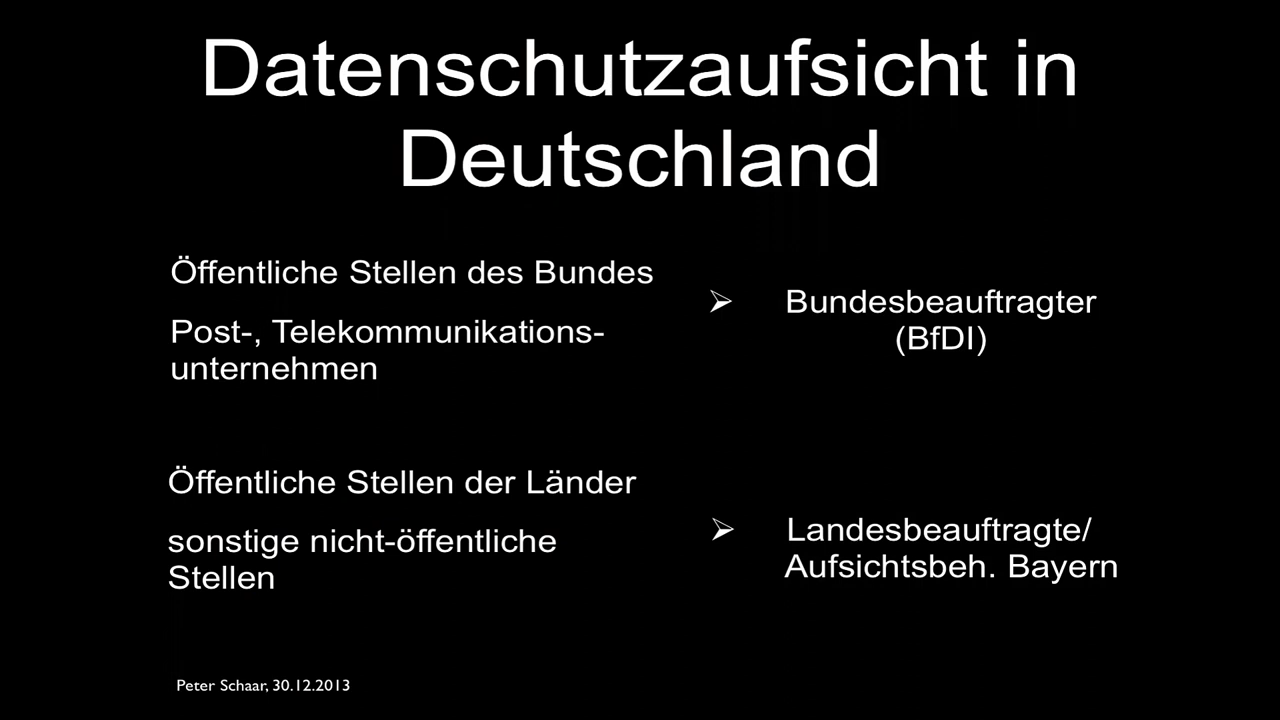 Datenschutzaufsicht in
Deutschland
Öffentliche Stellen des Bundes
Post-, Telekommunikations-
unternehmen
➢ Bundesbeauftragter
(BfDI)
Öffentliche Stellen der Länder
sonstige nicht-öffentliche
Stellen
➢ Landesbeauftragte/
Aufsichtsbeh. Bayern
Peter Schaar, 30.12.2013